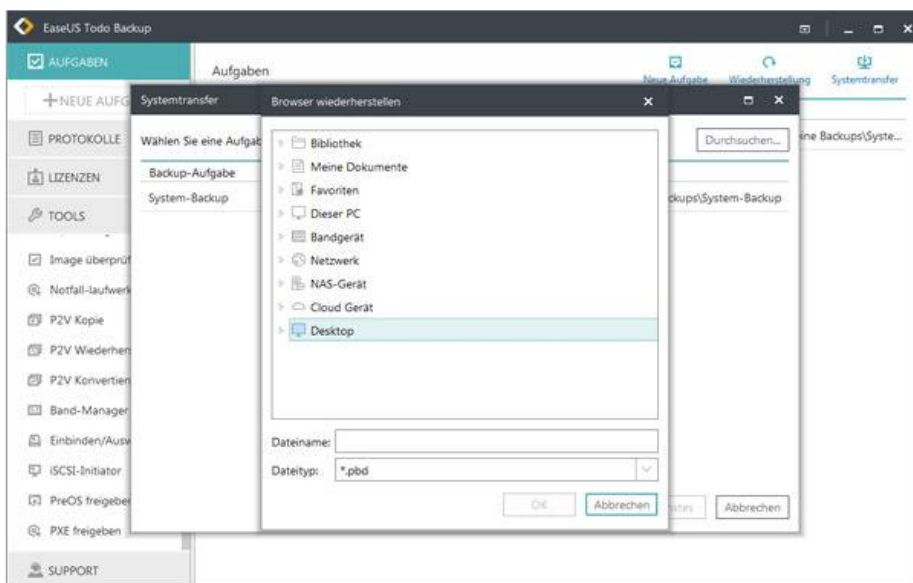 EaseUS Todo Backup
AUFGABEN
Aufgaben
Neue Aufgabe
Wiederherstellung
Systemtransfer
NEUE AUFG
PROTOKOLLE
LIZENZEN
TOOLS
Image überprüf
Notfall-laufwerk
P2V Kopie
P2V Wiederhers
P2V Konvertien
Band-Manager
Einbinden/Ausw
iSCSI-Initiator
PreOS freigeben
PXE freigeben
SUPPORT
ine Backups\Syste...
Systemtransfer
Wählen Sie eine Aufgab
Durchsuchen...
Backup-Aufgabe
System-Backup
ckups\System-Backup
Abbrechen
Browser wiederherstellen
Bibliothek
Meine Dokumente
Favoriten
Dieser PC
Bandgerät
Netzwerk
NAS-Gerät
Cloud Gerät
Desktop
Dateiname:
Dateityp: *.pbd
OK
Abbrechen